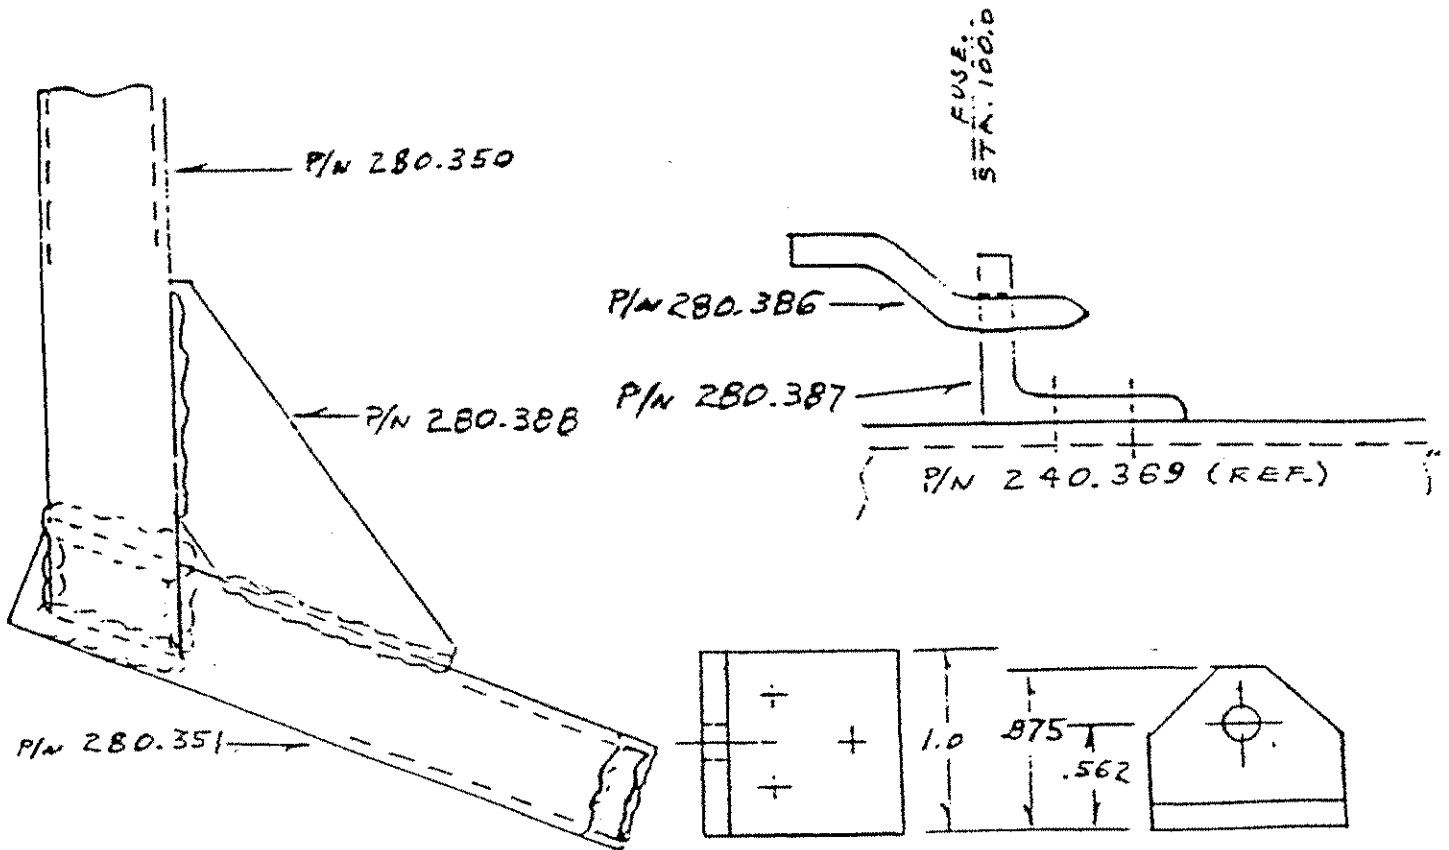 FUSE.
STA. 100.0
P/N 280.350
P/N 280.386
P/N 280.387
P/N 280.388
P/N 240.369 (REF.)
P/N 280.351
1.0
.875
.562